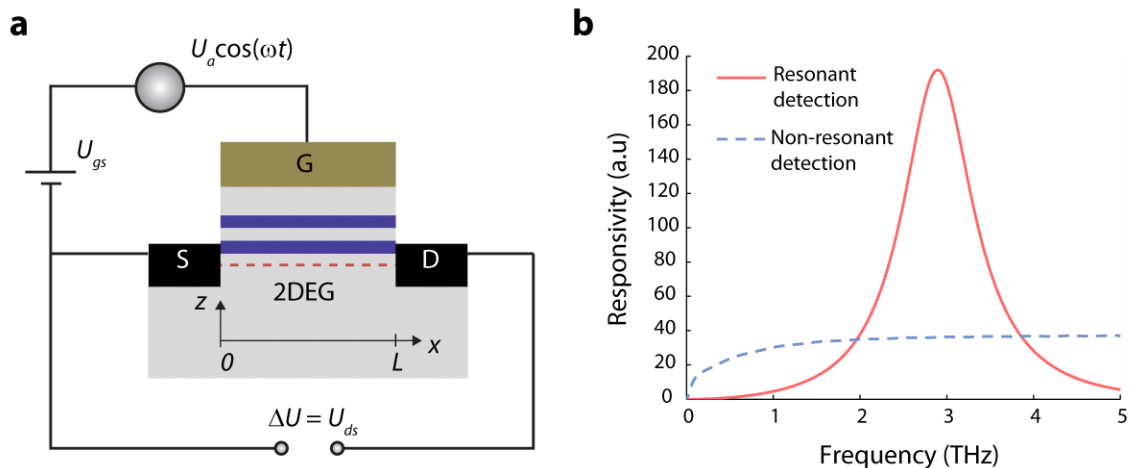 a
U_a cos(ωt)
U_gs
G
S
D
2DEG
z
0
L
x
ΔU = U_ds
b
200
180
160
140
120
100
80
60
40
20
0
0
1
2
3
4
5
Responsivity (a.u)
Frequency (THz)
Resonant
detection
Non-resonant
detection